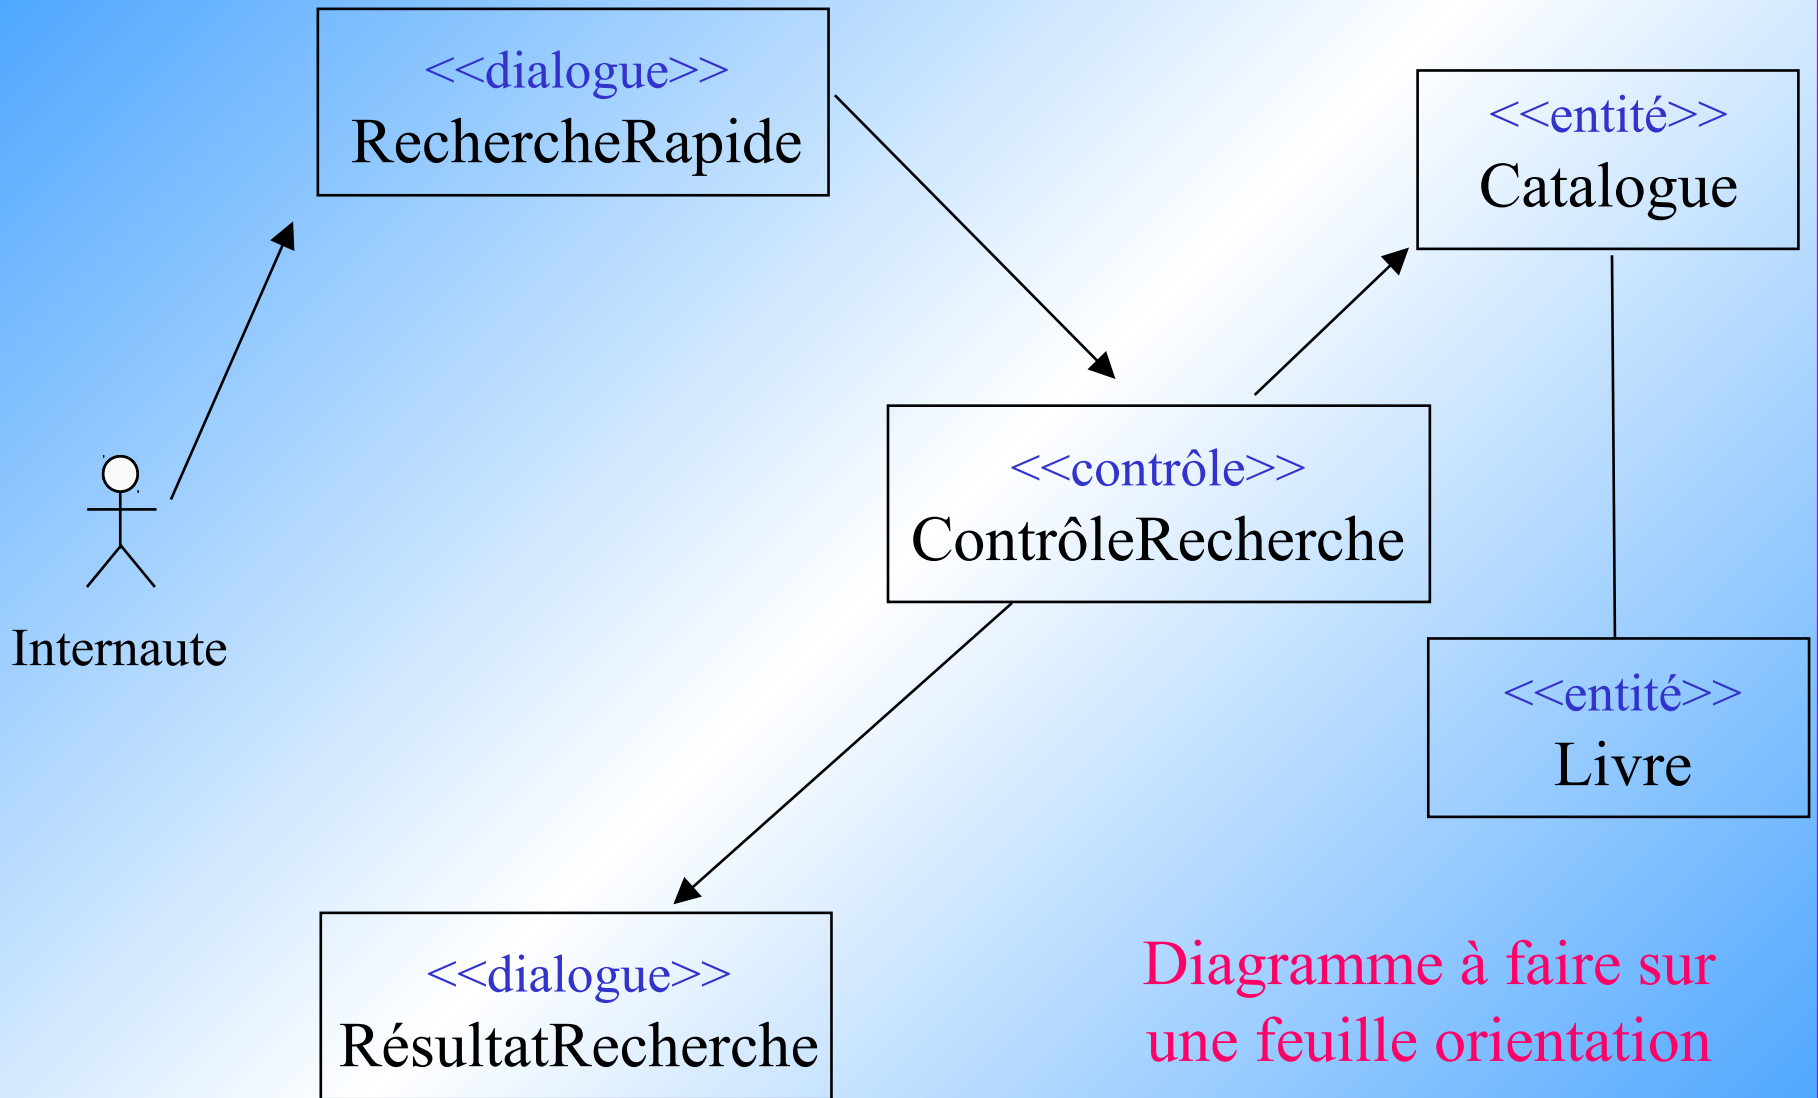 <<dialogue>>
RechercheRapide
<<entité>>
Catalogue
<<contrôle>>
ContrôleRecherche
Internaute
<<entité>>
Livre
<<dialogue>>
RésultatRecherche
Diagramme à faire sur
une feuille orientation